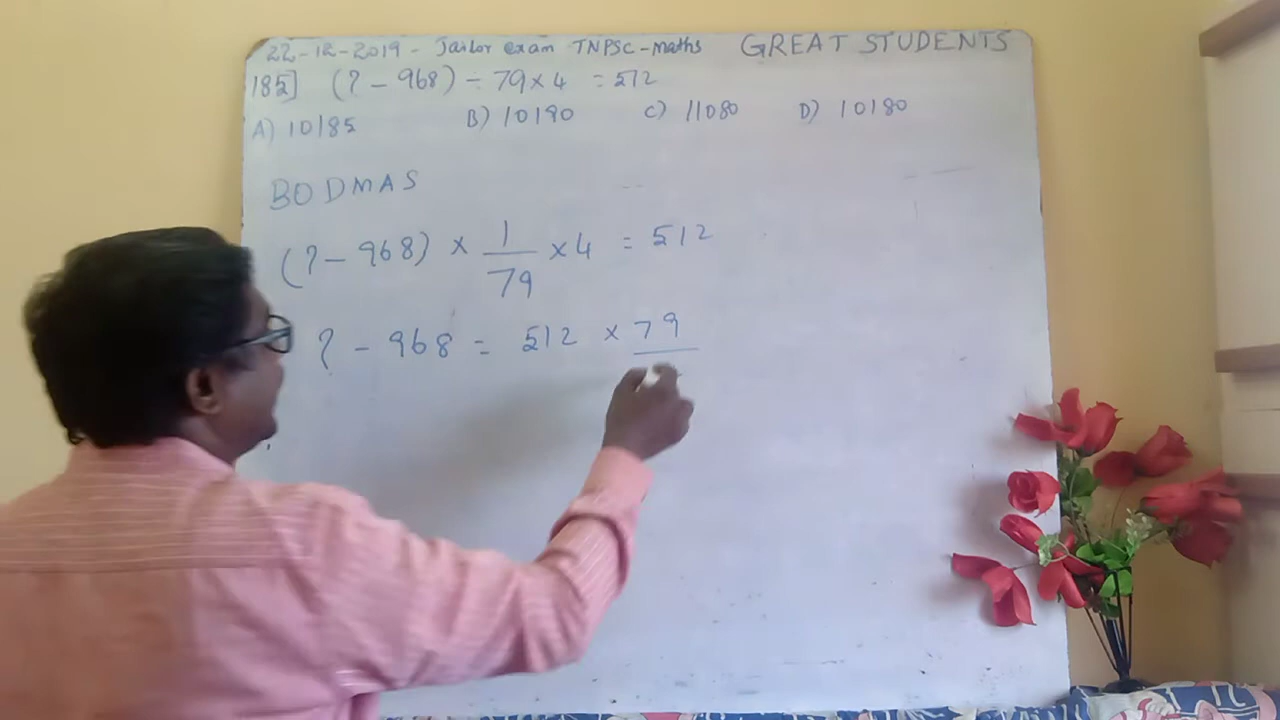 22-12-2019 - Jailor exam TNPSC-maths GREAT STUDENTS
185] (? - 968) ÷ 79 × 4 = 512
A) 10185 B) 10190 C) 11080 D) 10180
BODMAS
(? - 968) × 1/79 × 4 = 512
? - 968 = 512 × 79